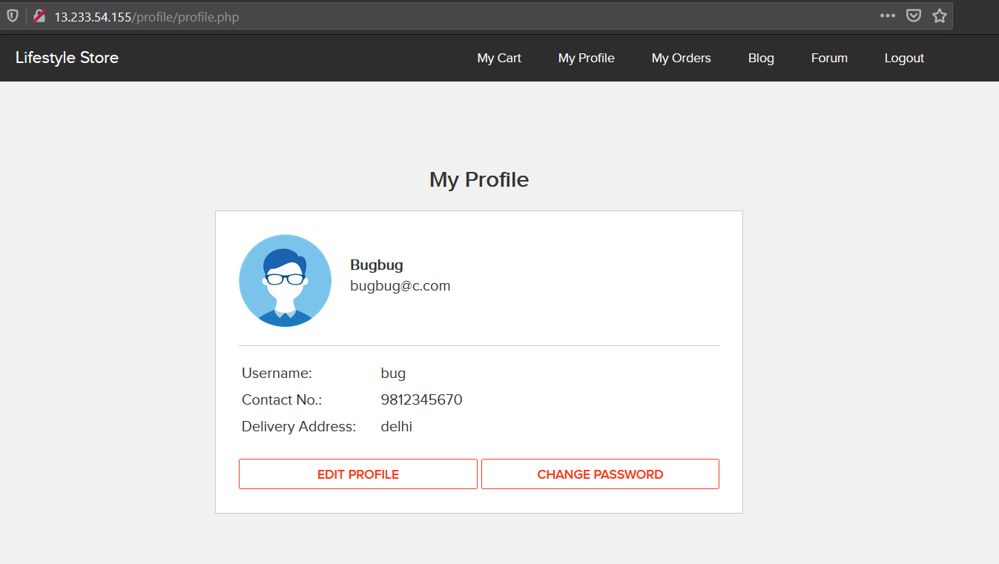 13.233.54.155/profile/profile.php
Lifestyle Store My Cart My Profile My Orders Blog Forum Logout
My Profile
Bugbug
bugbug@c.com
Username: bug
Contact No.: 9812345670
Delivery Address: delhi
EDIT PROFILE CHANGE PASSWORD